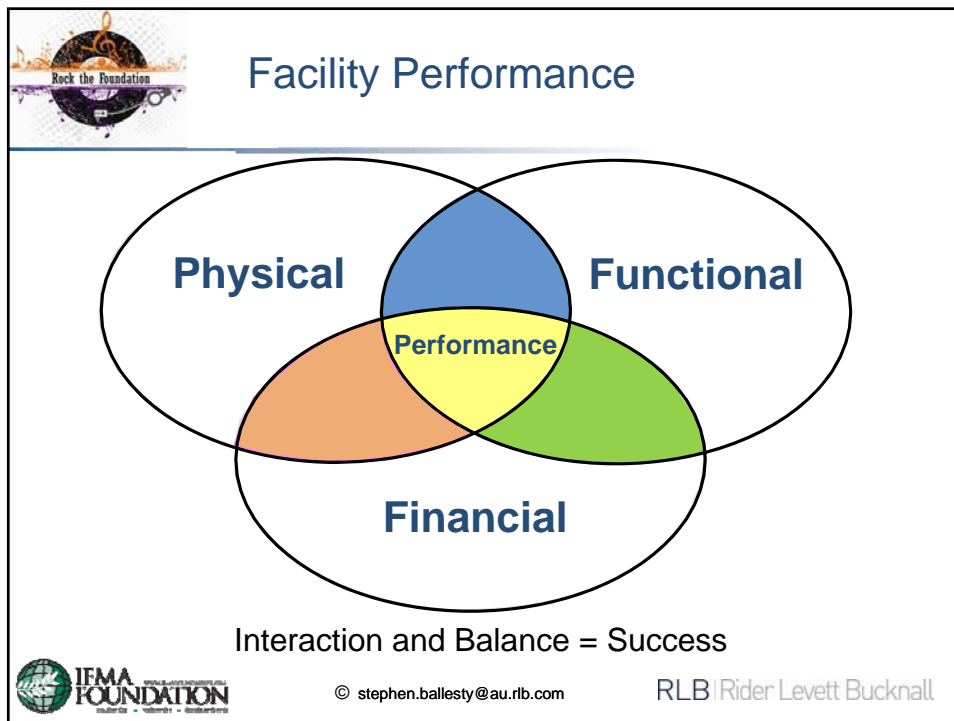 Rock the Foundation
Facility Performance
Physical
Functional
Performance
Financial
Interaction and Balance = Success
IFMA
FOUNDATION
© stephen.ballesty@au.rlb.com
RLB | Rider Levett Bucknall